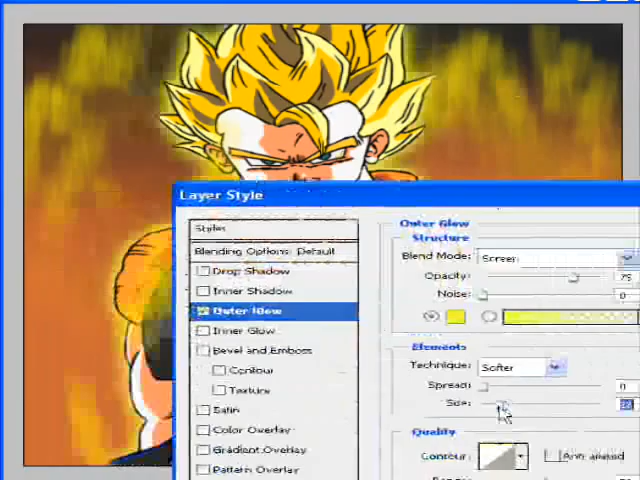 Layer Style
Styles
Blending Options: Default
Drop Shadow
Inner Shadow
Outer Glow
Inner Glow
Bevel and Emboss
Contour
Texture
Satin
Color Overlay
Gradient Overlay
Pattern Overlay
Outer Glow
Structure
Blend Mode: Screen
Opacity: 75
Noise: 0
Elements
Technique: Softer
Spread: 0
Size:
Quality
Contour: Anti-aliased